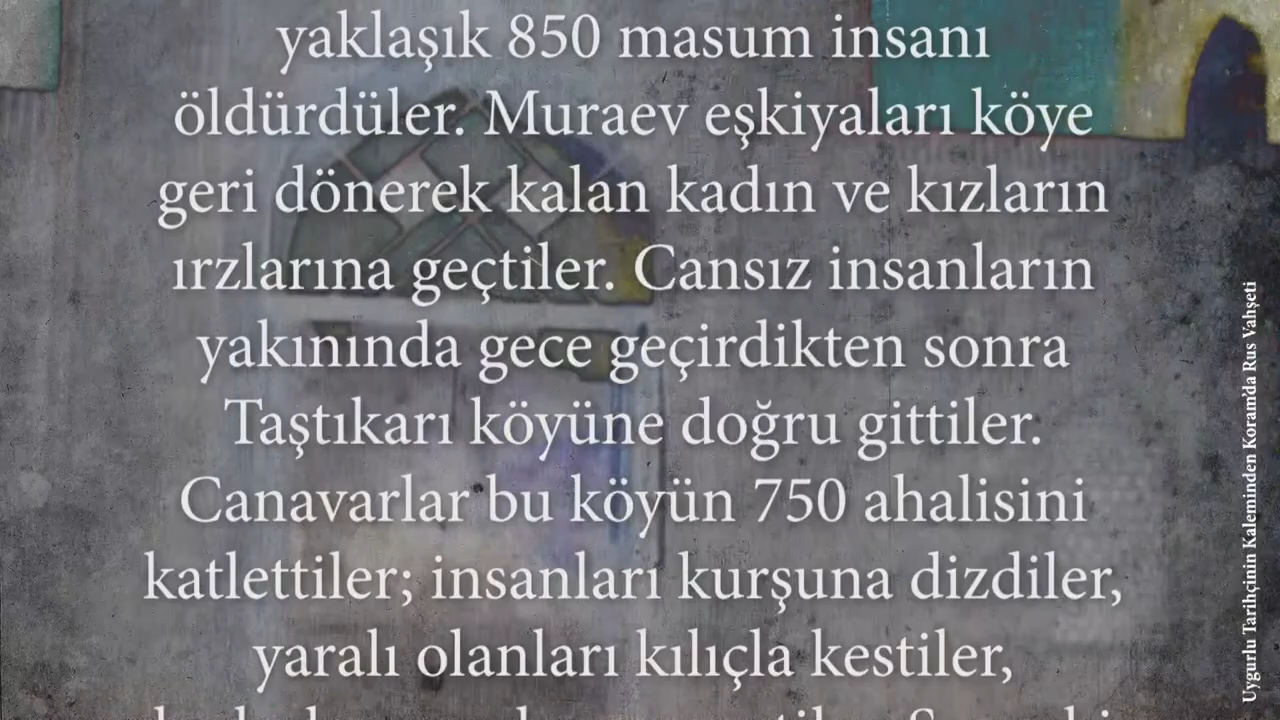 yaklaşık 850 masum insanı
öldürdüler. Muraev eşkiyaları köye
geri dönerek kalan kadın ve kızların
ırzlarına geçtiler. Cansız insanların
yakınında gece geçirdikten sonra
Taştıkarı köyüne doğru gittiler.
Canavarlar bu köyün 750 ahalisini
katlettiler; insanları kurşuna dizdiler,
yaralı olanları kılıçla kestiler,
Uygurlu Tarihçinin Kaleminden Koram'da Rus Vahşeti